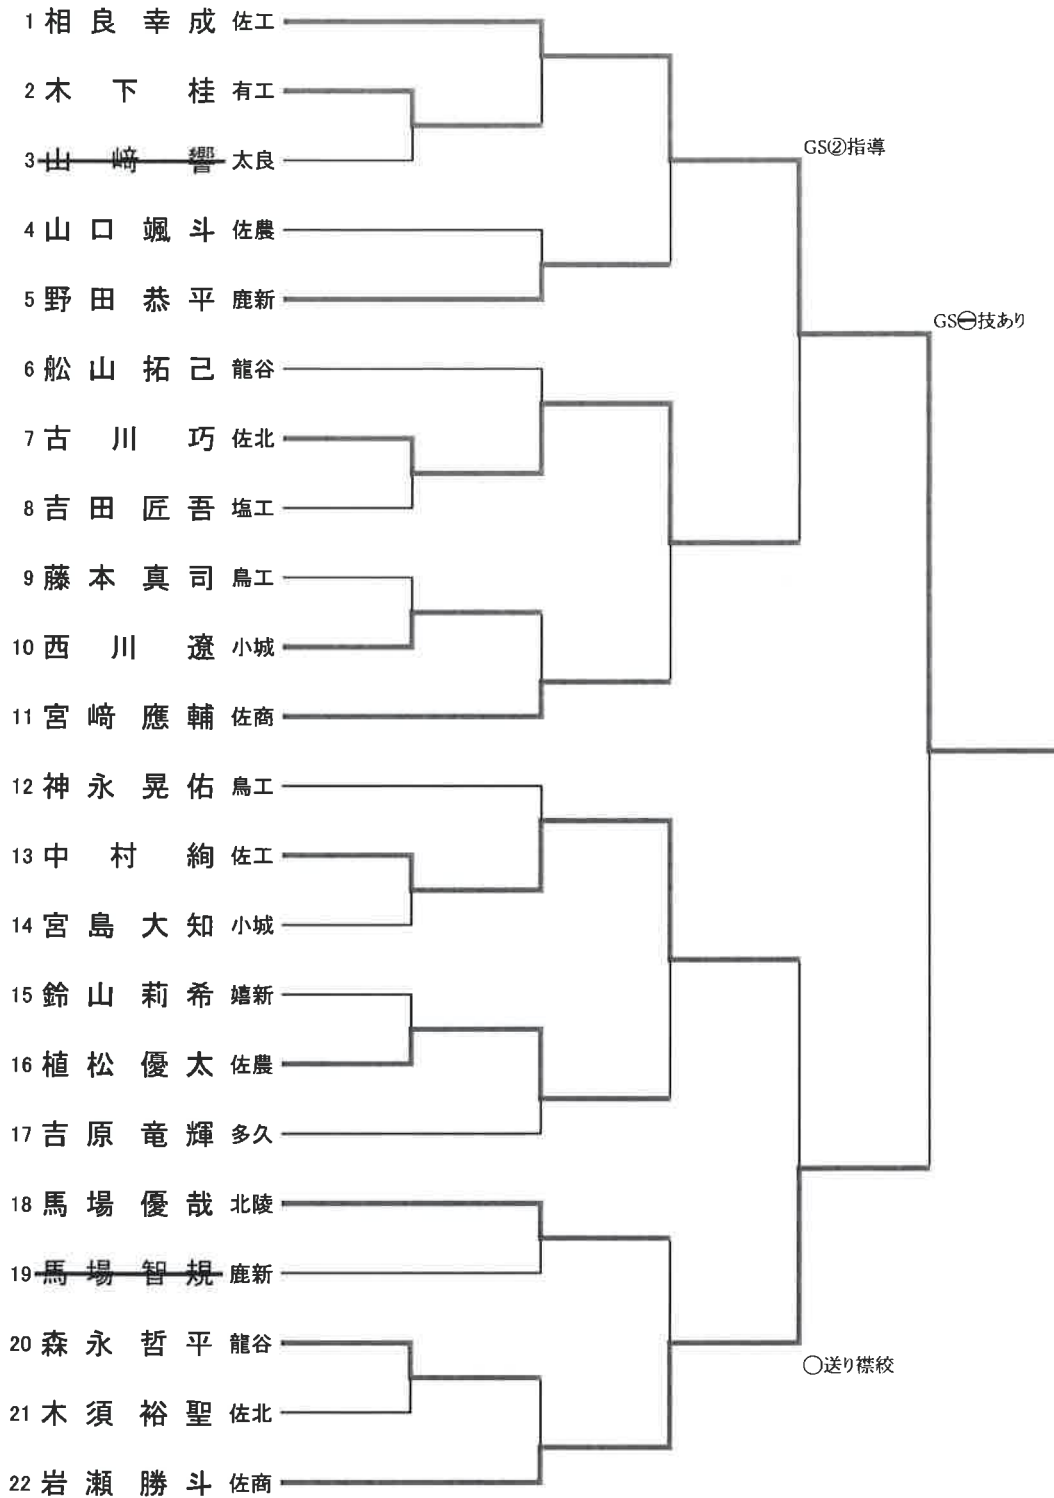 1 相良幸成 佐工
2 木下桂 有工
3 山﨑響 太良
GS②指導
4 山口颯斗 佐農
5 野田恭平 鹿新
GS㊀技あり
6 舩山拓己 龍谷
7 古川巧 佐北
8 吉田匠吾 塩工
9 藤本真司 鳥工
10 西川遼 小城
11 宮﨑應輔 佐商
12 神永晃佑 鳥工
13 中村絢 佐工
14 宮島大知 小城
15 鈴山莉希 嬉新
16 植松優太 佐農
17 吉原竜輝 多久
18 馬場優哉 北陵
19 馬場智規 鹿新
20 森永哲平 龍谷
○送り襟絞
21 木須裕聖 佐北
22 岩瀬勝斗 佐商